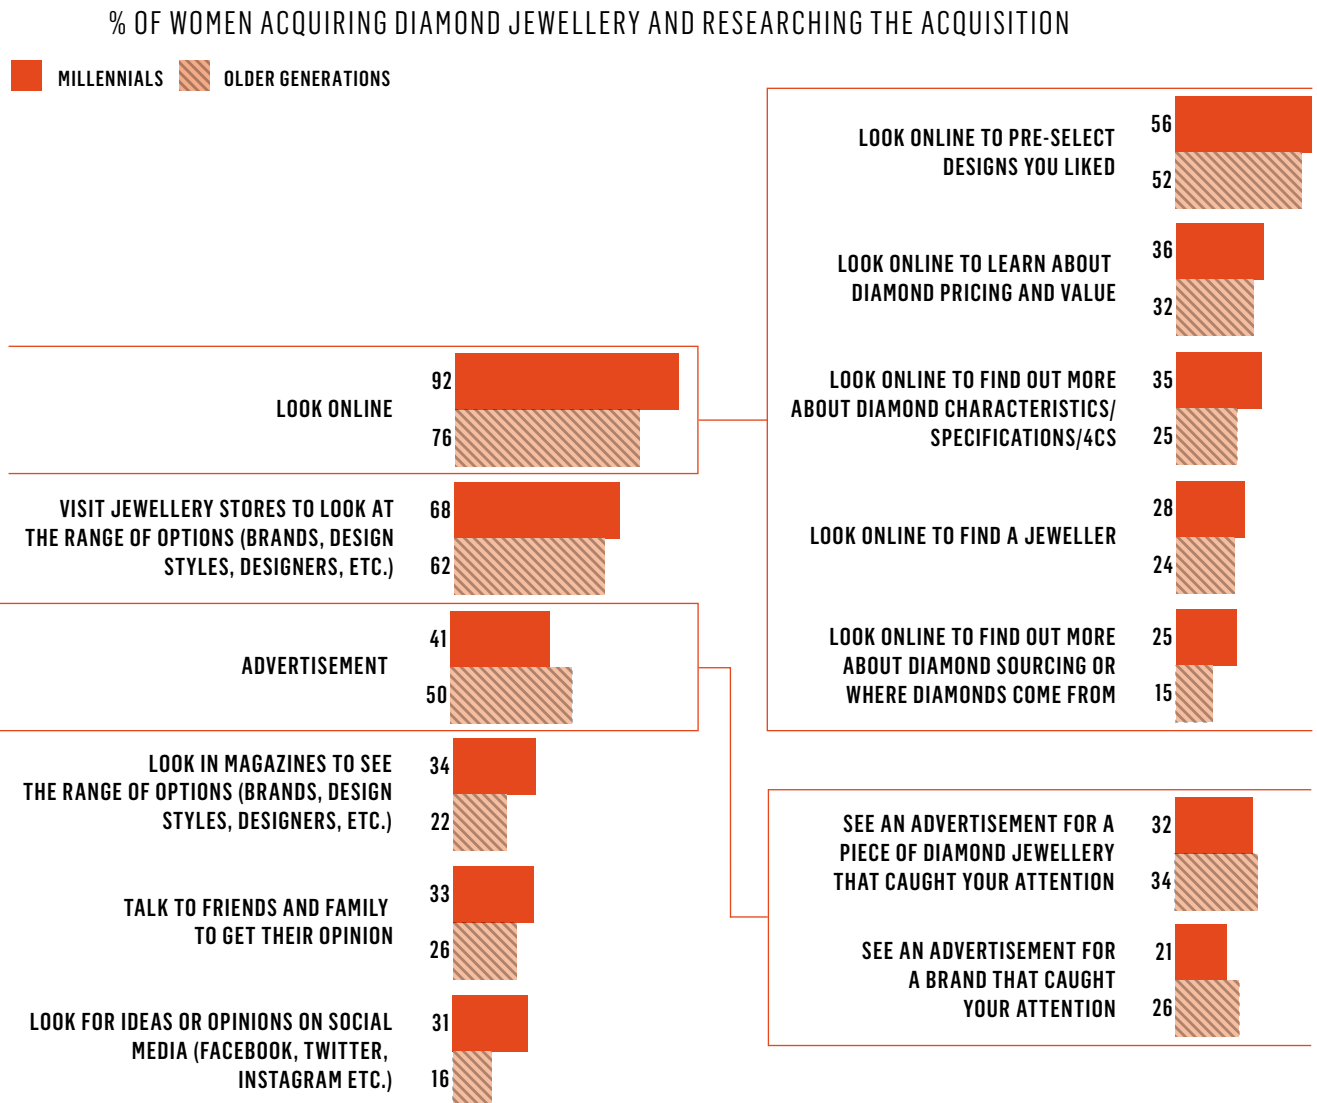 % OF WOMEN ACQUIRING DIAMOND JEWELLERY AND RESEARCHING THE ACQUISITION
MILLENNIALS
OLDER GENERATIONS
LOOK ONLINE
92
76
VISIT JEWELLERY STORES TO LOOK AT
THE RANGE OF OPTIONS (BRANDS, DESIGN
STYLES, DESIGNERS, ETC.)
68
62
ADVERTISEMENT
41
50
LOOK IN MAGAZINES TO SEE
THE RANGE OF OPTIONS (BRANDS, DESIGN
STYLES, DESIGNERS, ETC.)
34
22
TALK TO FRIENDS AND FAMILY
TO GET THEIR OPINION
33
26
LOOK FOR IDEAS OR OPINIONS ON SOCIAL
MEDIA (FACEBOOK, TWITTER,
INSTAGRAM ETC.)
31
16
LOOK ONLINE TO PRE-SELECT
DESIGNS YOU LIKED
56
52
LOOK ONLINE TO LEARN ABOUT
DIAMOND PRICING AND VALUE
36
32
LOOK ONLINE TO FIND OUT MORE
ABOUT DIAMOND CHARACTERISTICS/
SPECIFICATIONS/4CS
35
25
LOOK ONLINE TO FIND A JEWELLER
28
24
LOOK ONLINE TO FIND OUT MORE
ABOUT DIAMOND SOURCING OR
WHERE DIAMONDS COME FROM
25
15
SEE AN ADVERTISEMENT FOR A
PIECE OF DIAMOND JEWELLERY
THAT CAUGHT YOUR ATTENTION
32
34
SEE AN ADVERTISEMENT FOR
A BRAND THAT CAUGHT
YOUR ATTENTION
21
26